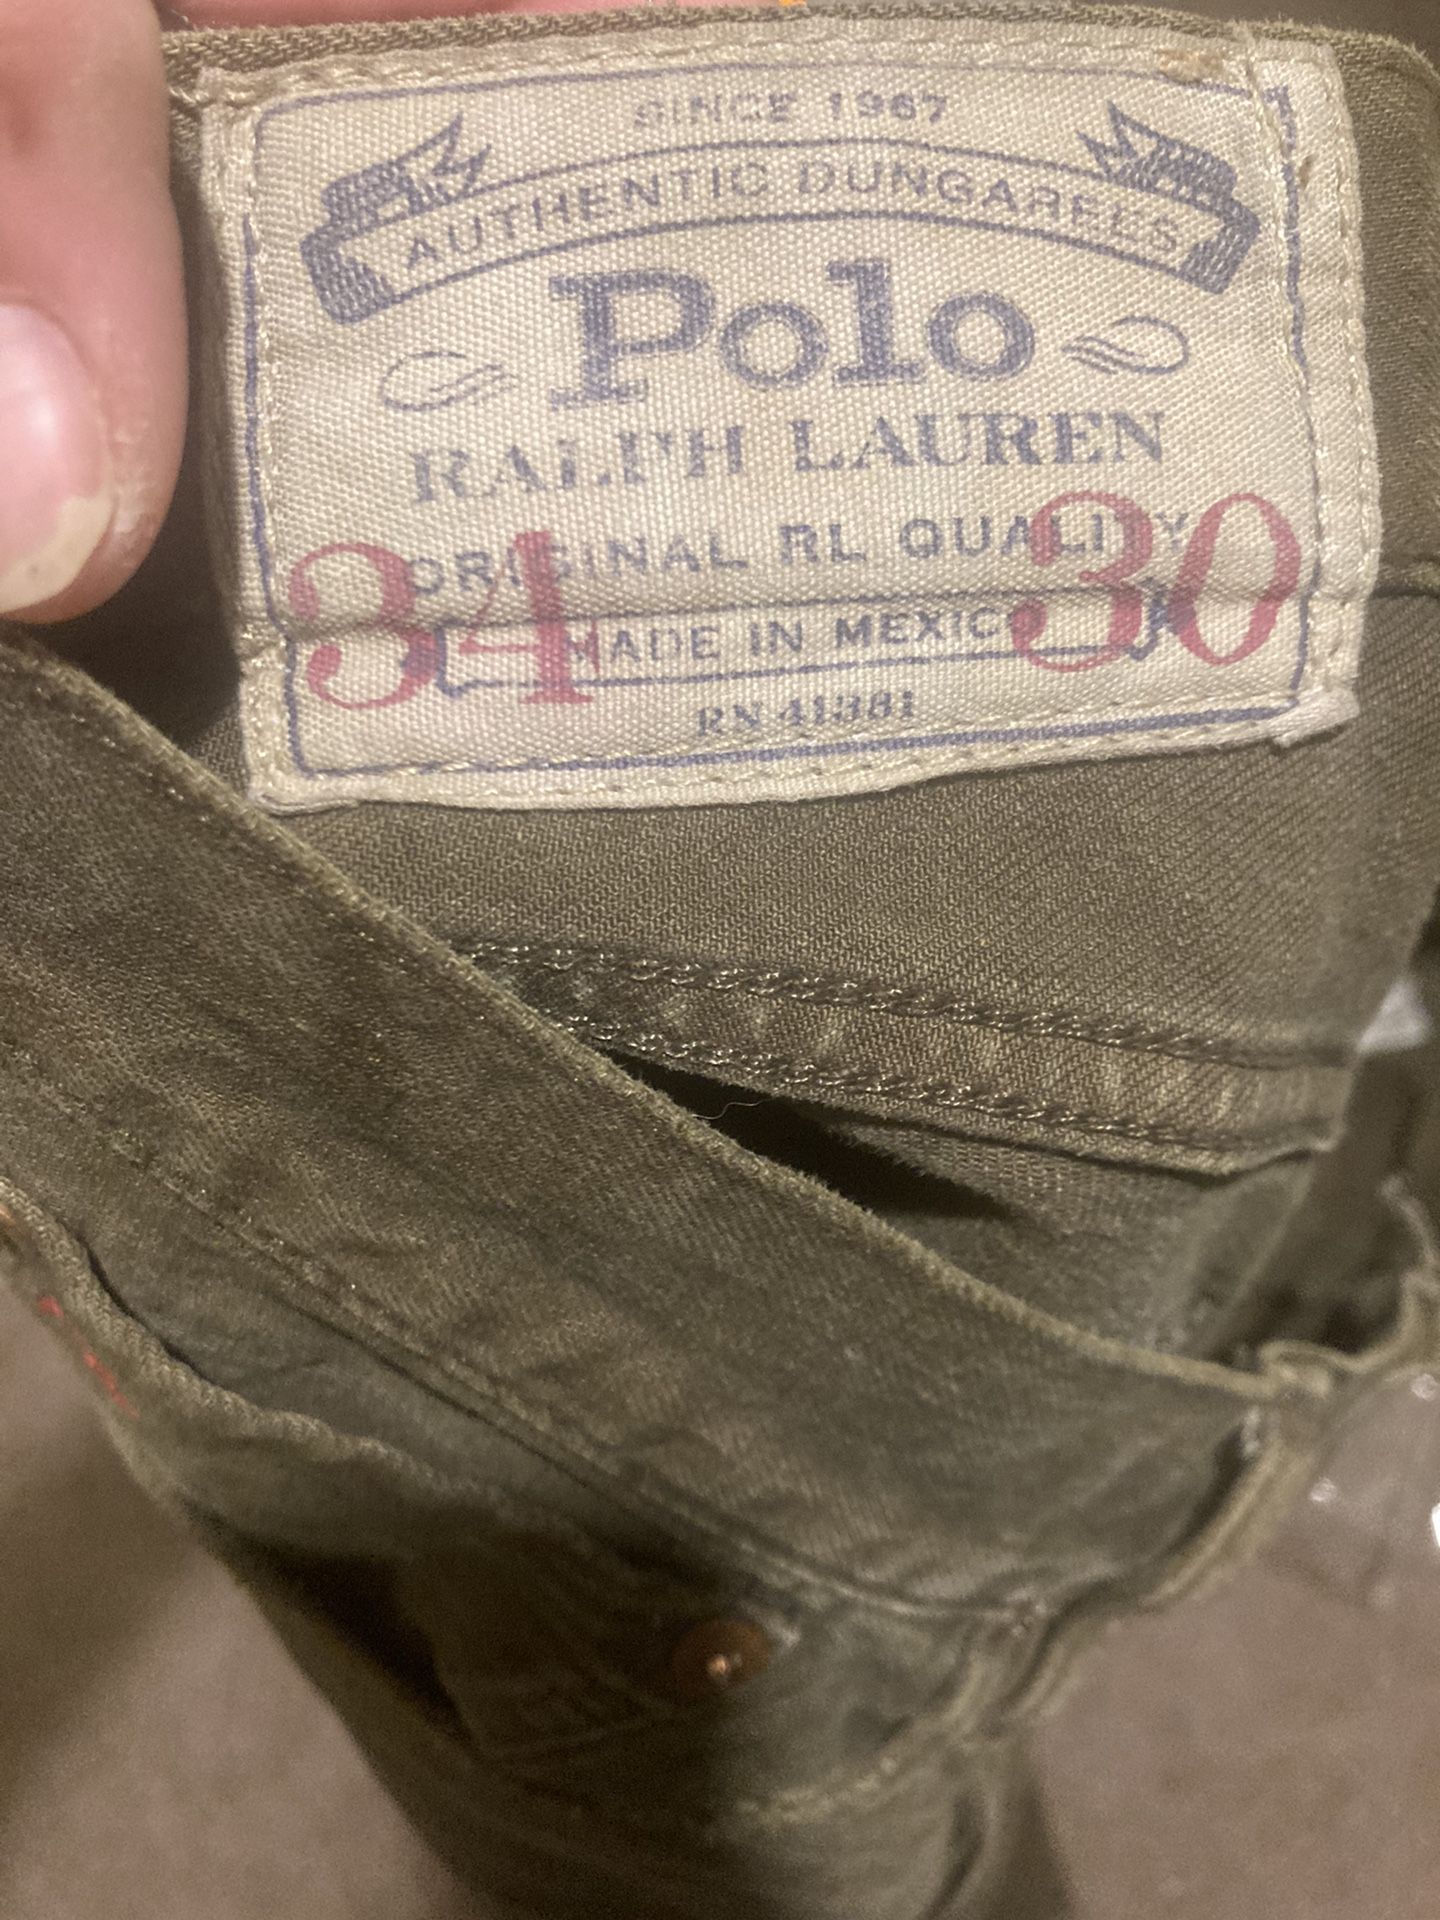 SINCE 1967
AUTHENTIC DUNGAREES
Polo
RALPH LAUREN
ORIGINAL RL QUALITY
34 30
MADE IN MEXICO
RN 41381